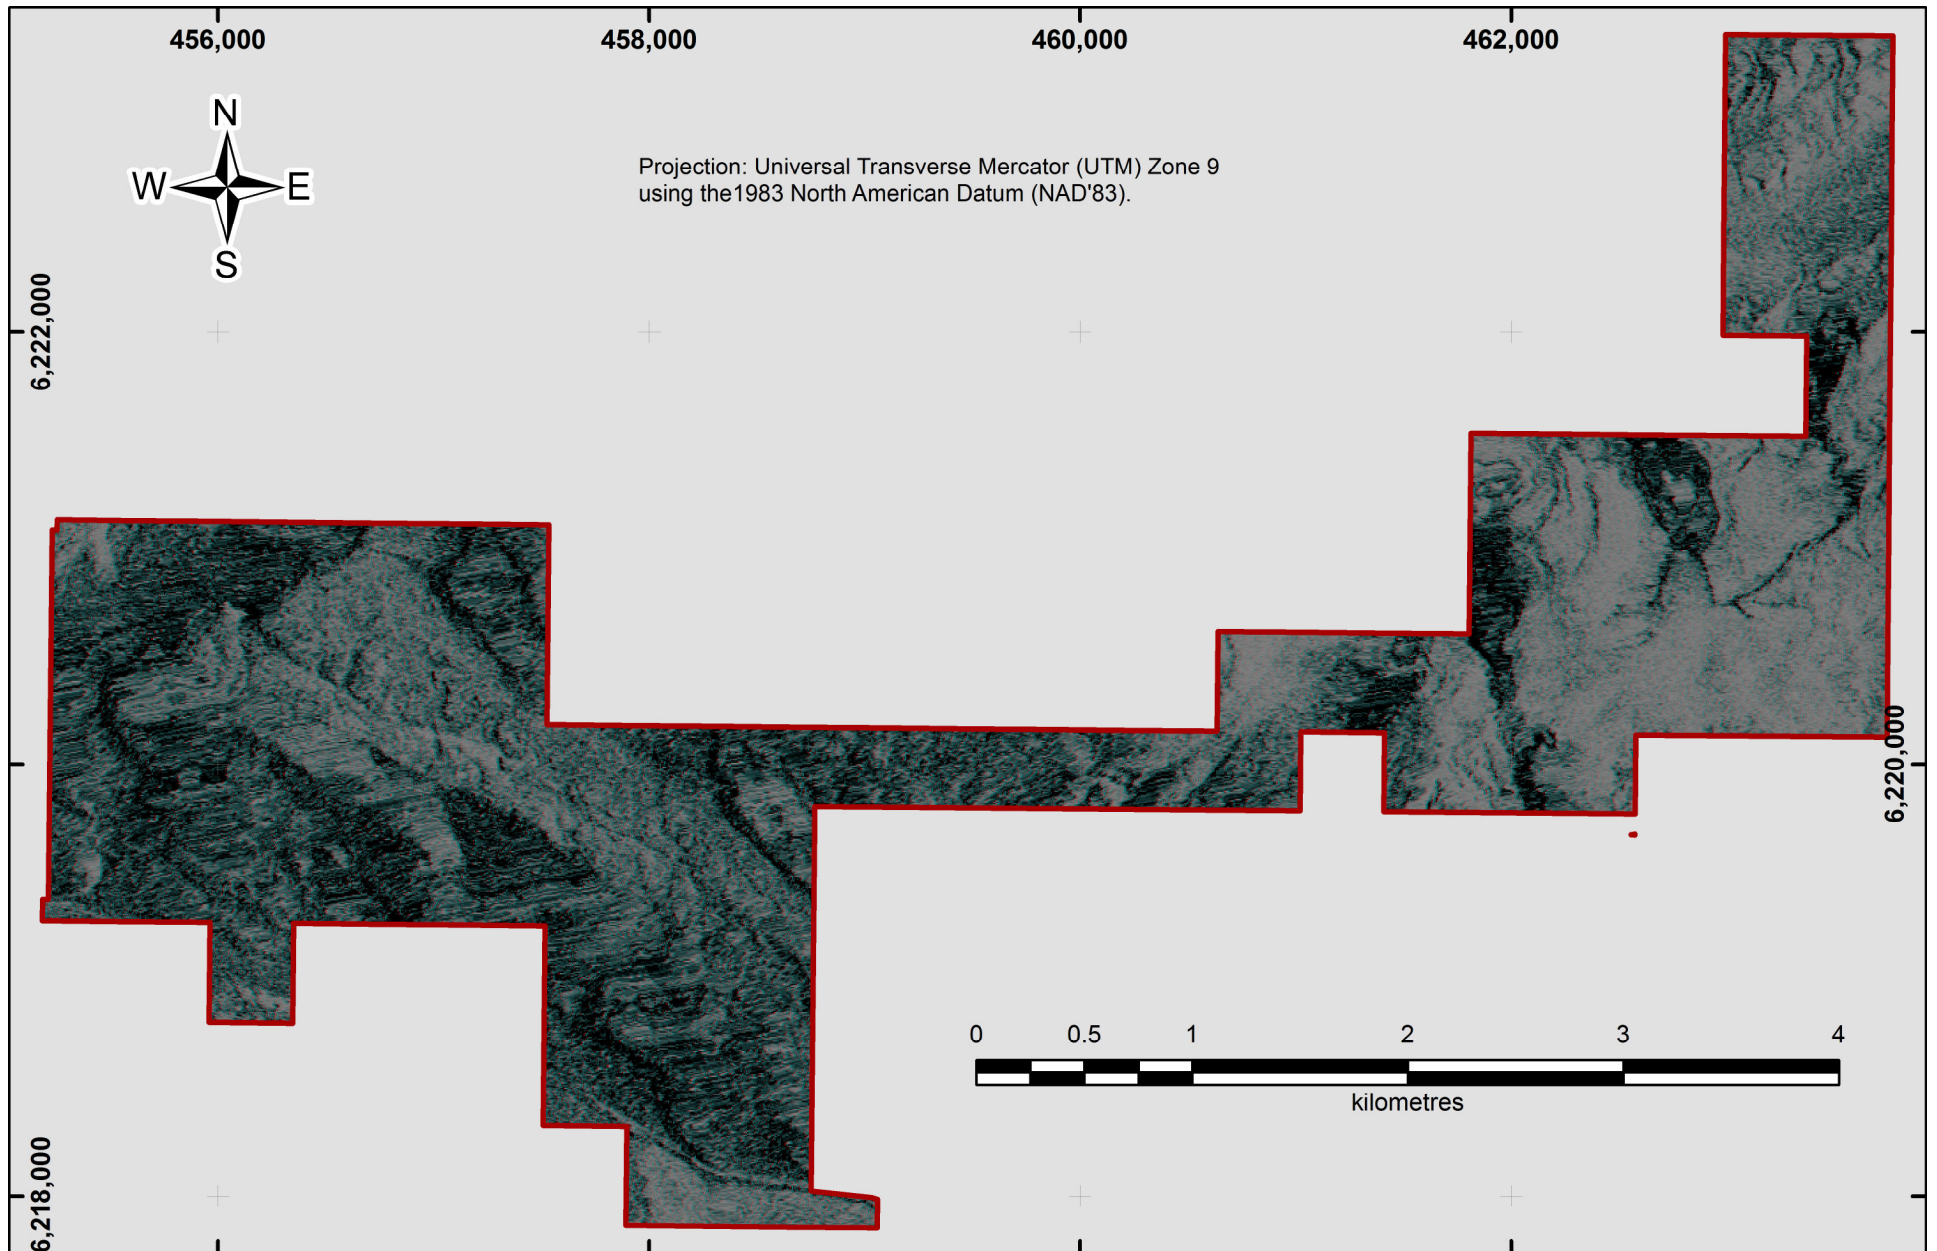 456,000 458,000 460,000 462,000
N
W E
S
Projection: Universal Transverse Mercator (UTM) Zone 9
using the1983 North American Datum (NAD'83).
6,222,000
6,220,000
0 0.5 1 2 3 4
kilometres
6,218,000